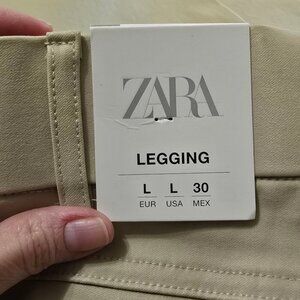 ZARA
LEGGING
L L 30
EUR USA MEX